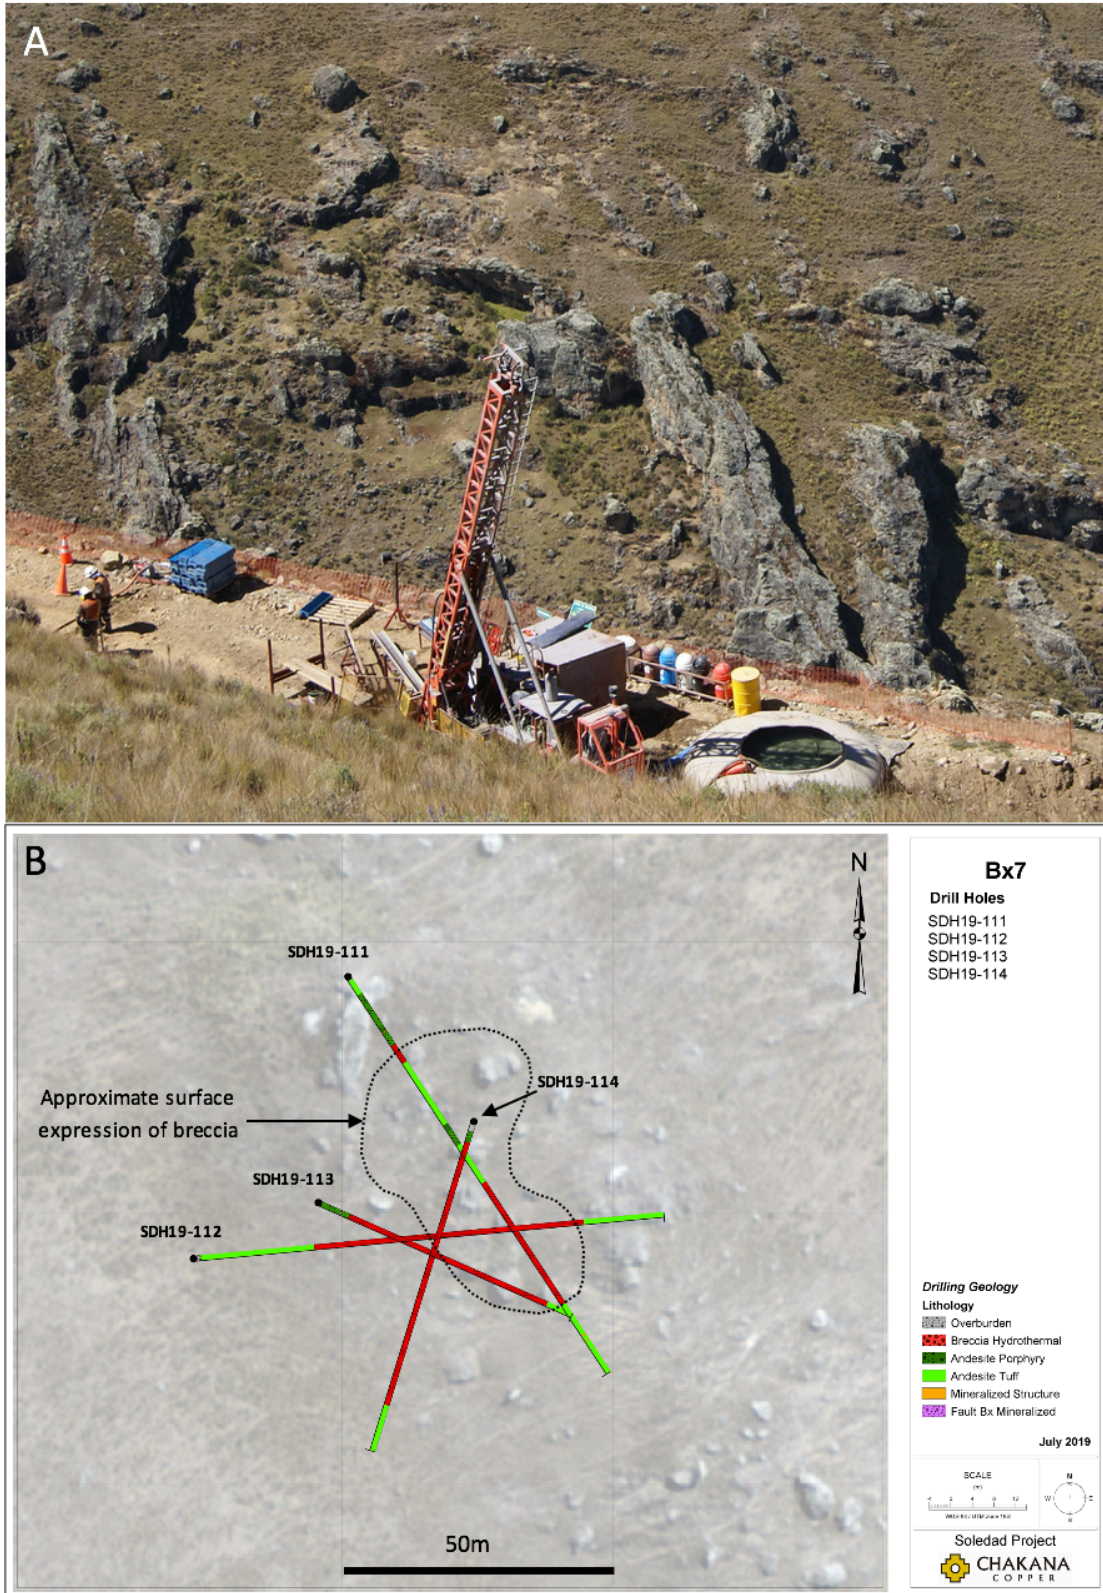 A
B
N
SDH19-111
SDH19-114
Approximate surface
expression of breccia
SDH19-113
SDH19-112
50m
Bx7
Drill Holes
SDH19-111
SDH19-112
SDH19-113
SDH19-114
Drilling Geology
Lithology
Overburden
Breccia Hydrothermal
Andesite Porphyry
Andesite Tuff
Mineralized Structure
Fault Bx Mineralized
July 2019
SCALE
(m)
N
W
E
S
Soledad Project
CHAKANA
COPPER